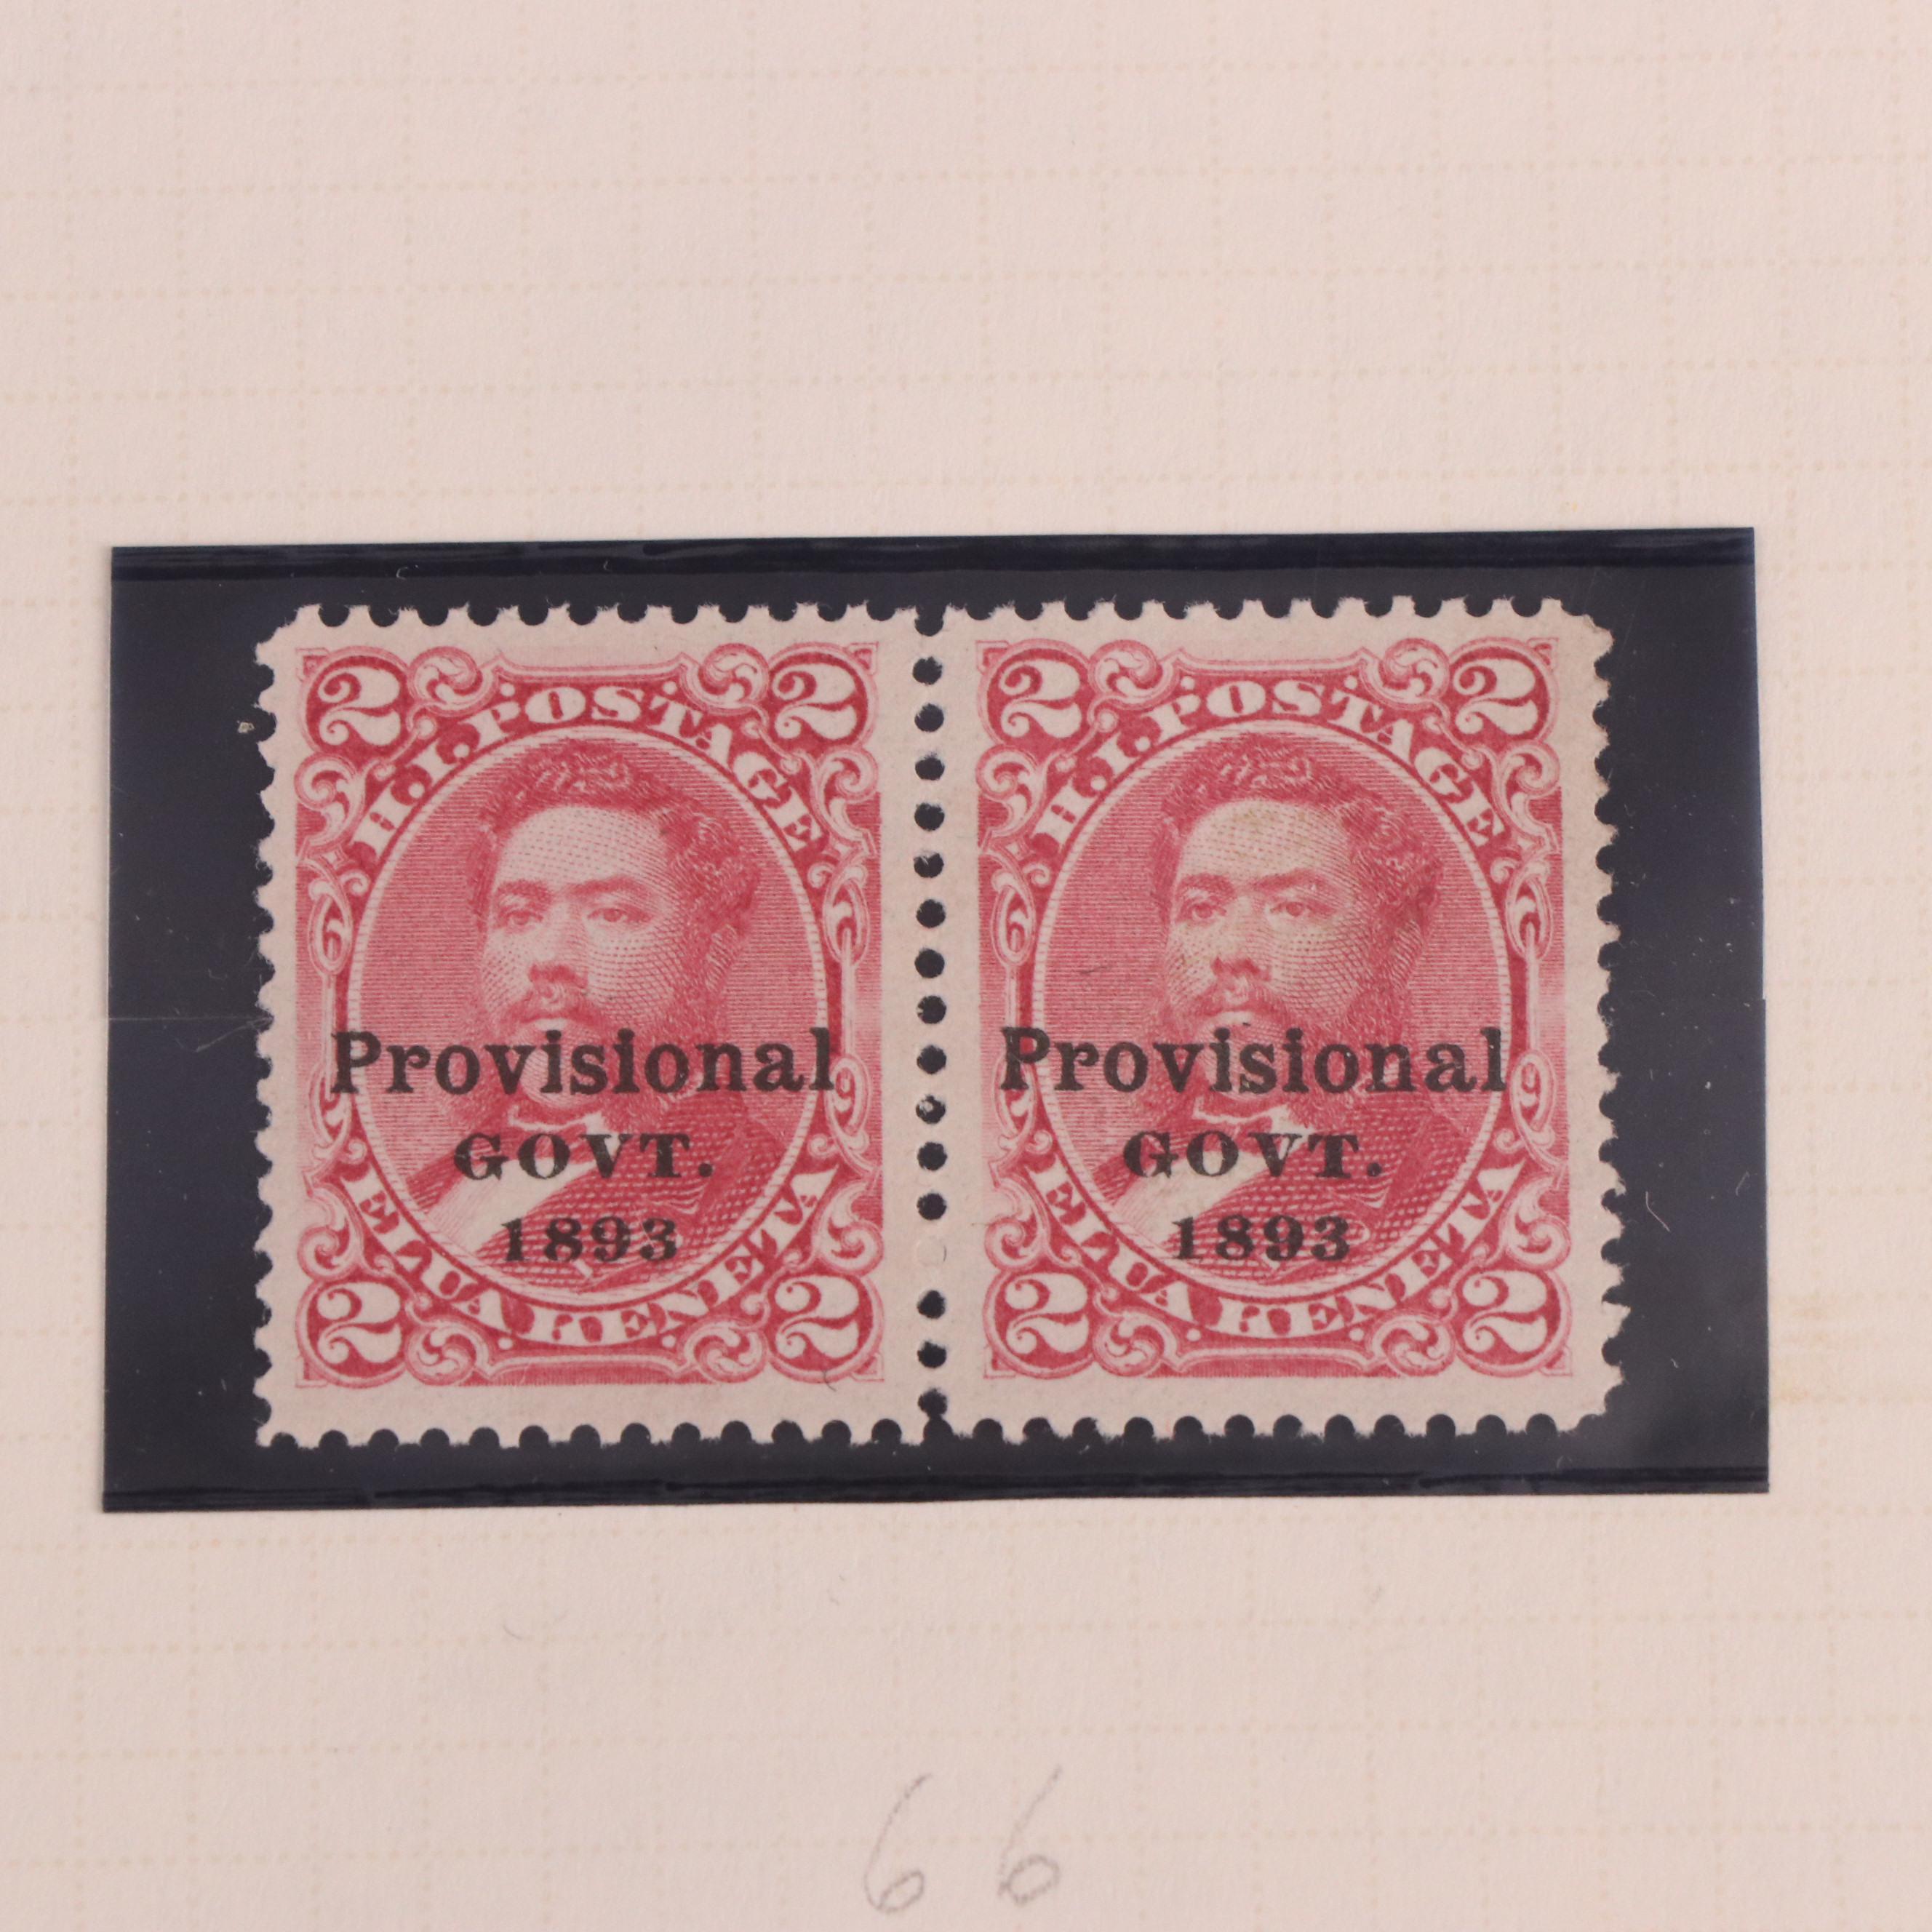 2 2 2 2
H.I. POSTAGE H.I. POSTAGE
Provisional Provisional
GOVT. GOVT.
1893 1893
ELUA KENETA ELUA KENETA
2 2 2 2
66